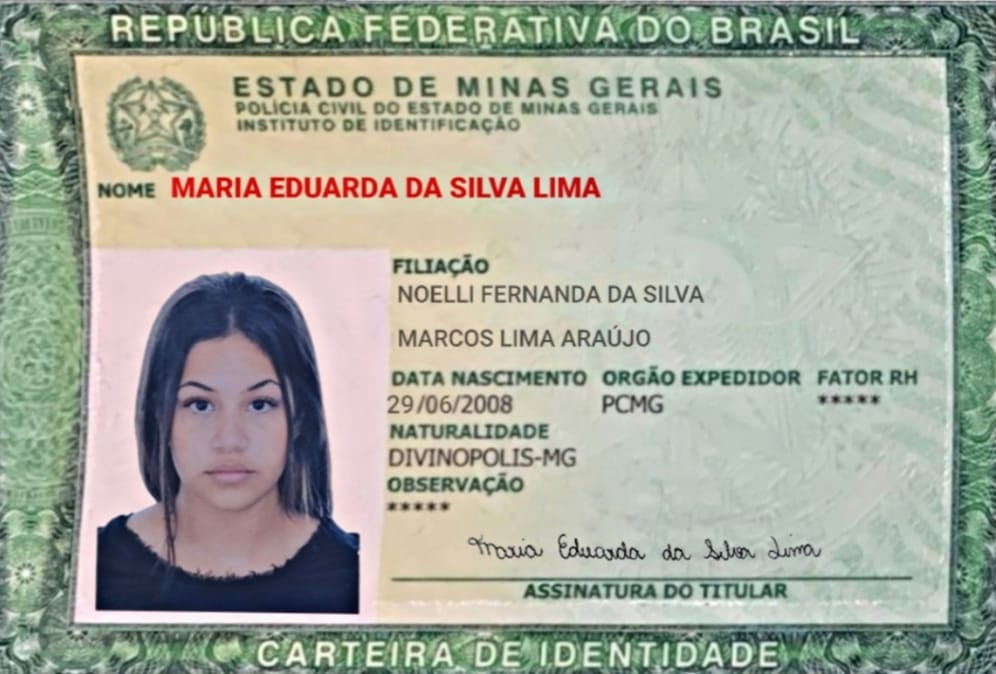 REPÚBLICA FEDERATIVA DO BRASIL
ESTADO DE MINAS GERAIS
POLÍCIA CIVIL DO ESTADO DE MINAS GERAIS
INSTITUTO DE IDENTIFICAÇÃO
NOME MARIA EDUARDA DA SILVA LIMA
FILIAÇÃO
NOELLI FERNANDA DA SILVA
MARCOS LIMA ARAÚJO
DATA NASCIMENTO ORGÃO EXPEDIDOR FATOR RH
29/06/2008 PCMG *****
NATURALIDADE
DIVINOPOLIS-MG
OBSERVAÇÃO
*****
Maria Eduarda da Silva Lima
ASSINATURA DO TITULAR
CARTEIRA DE IDENTIDADE